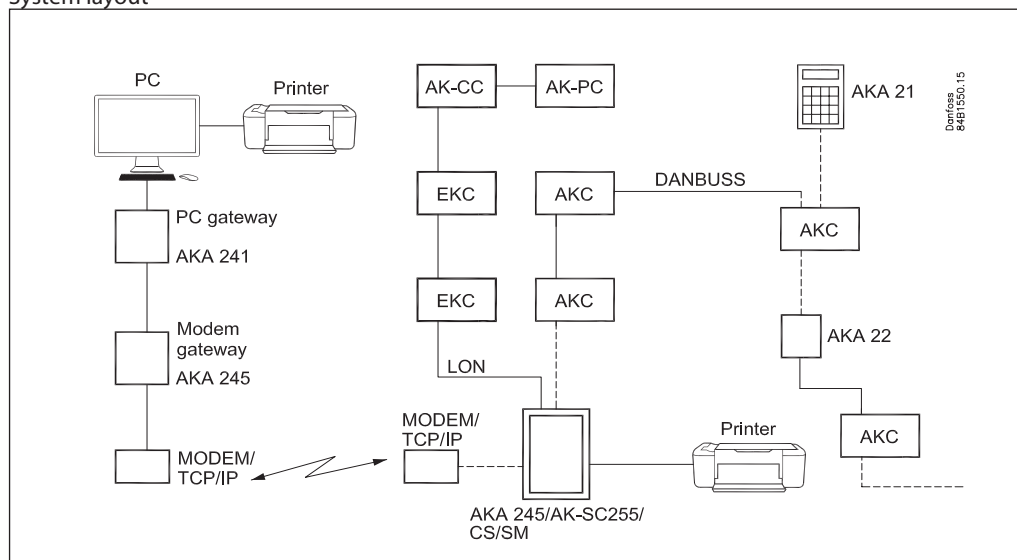 System layout
PC
Printer
AK-CC
AK-PC
AKA 21
Danfoss
84B1550.15
PC gateway
AKA 241
EKC
AKC
DANBUSS
AKC
Modem
gateway
AKA 245
EKC
AKC
AKA 22
LON
MODEM/
TCP/IP
MODEM/
TCP/IP
Printer
AKC
AKA 245/AK-SC255/
CS/SM